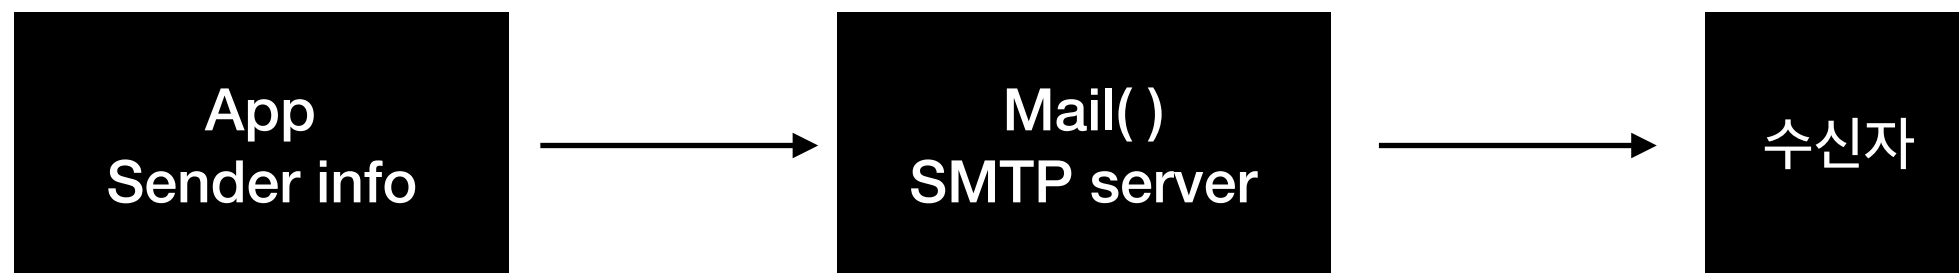 App
Sender info
Mail( )
SMTP server
수신자